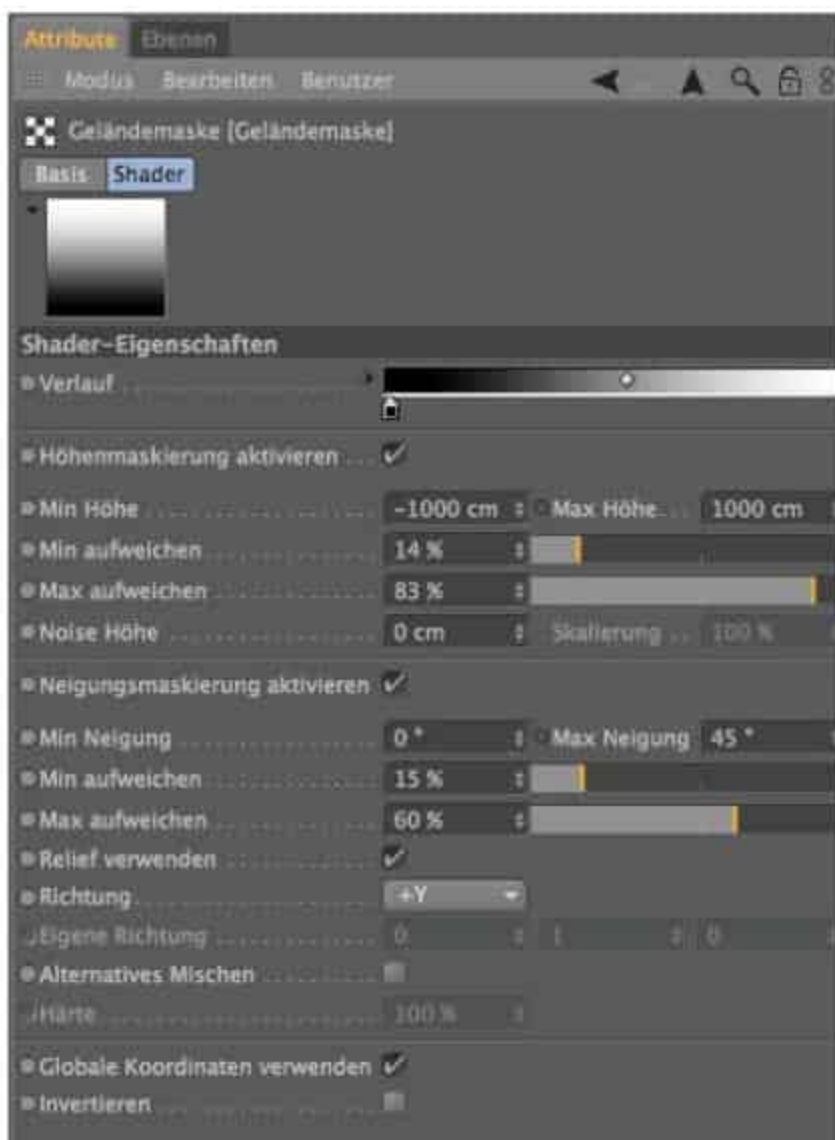 Attribute Ebenen
Modus Bearbeiten Benutzer
Geländemaske [Geländemaske]
Basis Shader
Shader-Eigenschaften
Verlauf
Höhenmaskierung aktivieren
Min Höhe -1000 cm Max Höhe 1000 cm
Min aufweichen 14 %
Max aufweichen 83 %
Noise Höhe 0 cm Skalierung 100 %
Neigungsmaskierung aktivieren
Min Neigung 0 ° Max Neigung 45 °
Min aufweichen 15 %
Max aufweichen 60 %
Relief verwenden
Richtung +Y
Eigene Richtung 0 1 0
Alternatives Mischen
Härte 100 %
Globale Koordinaten verwenden
Invertieren